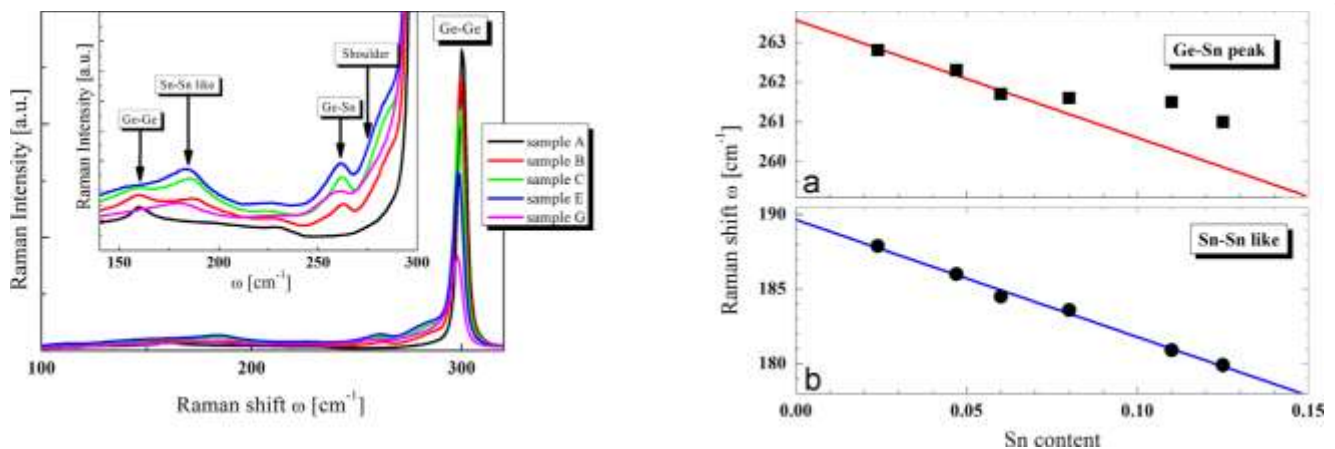 Ge-Ge
Shoulder
Sn-Sn like
Ge-Sn
Ge-Ge
Raman Intensity [a.u.]
150 200 250 300
ω [cm⁻¹]
sample A
sample B
sample C
sample E
sample G
Raman Intensity [a.u.]
100 200 300
Raman shift ω [cm⁻¹]
263
262
261
260
Ge-Sn peak
a
190
185
180
Sn-Sn like
b
Raman shift ω [cm⁻¹]
0.00 0.05 0.10 0.15
Sn content